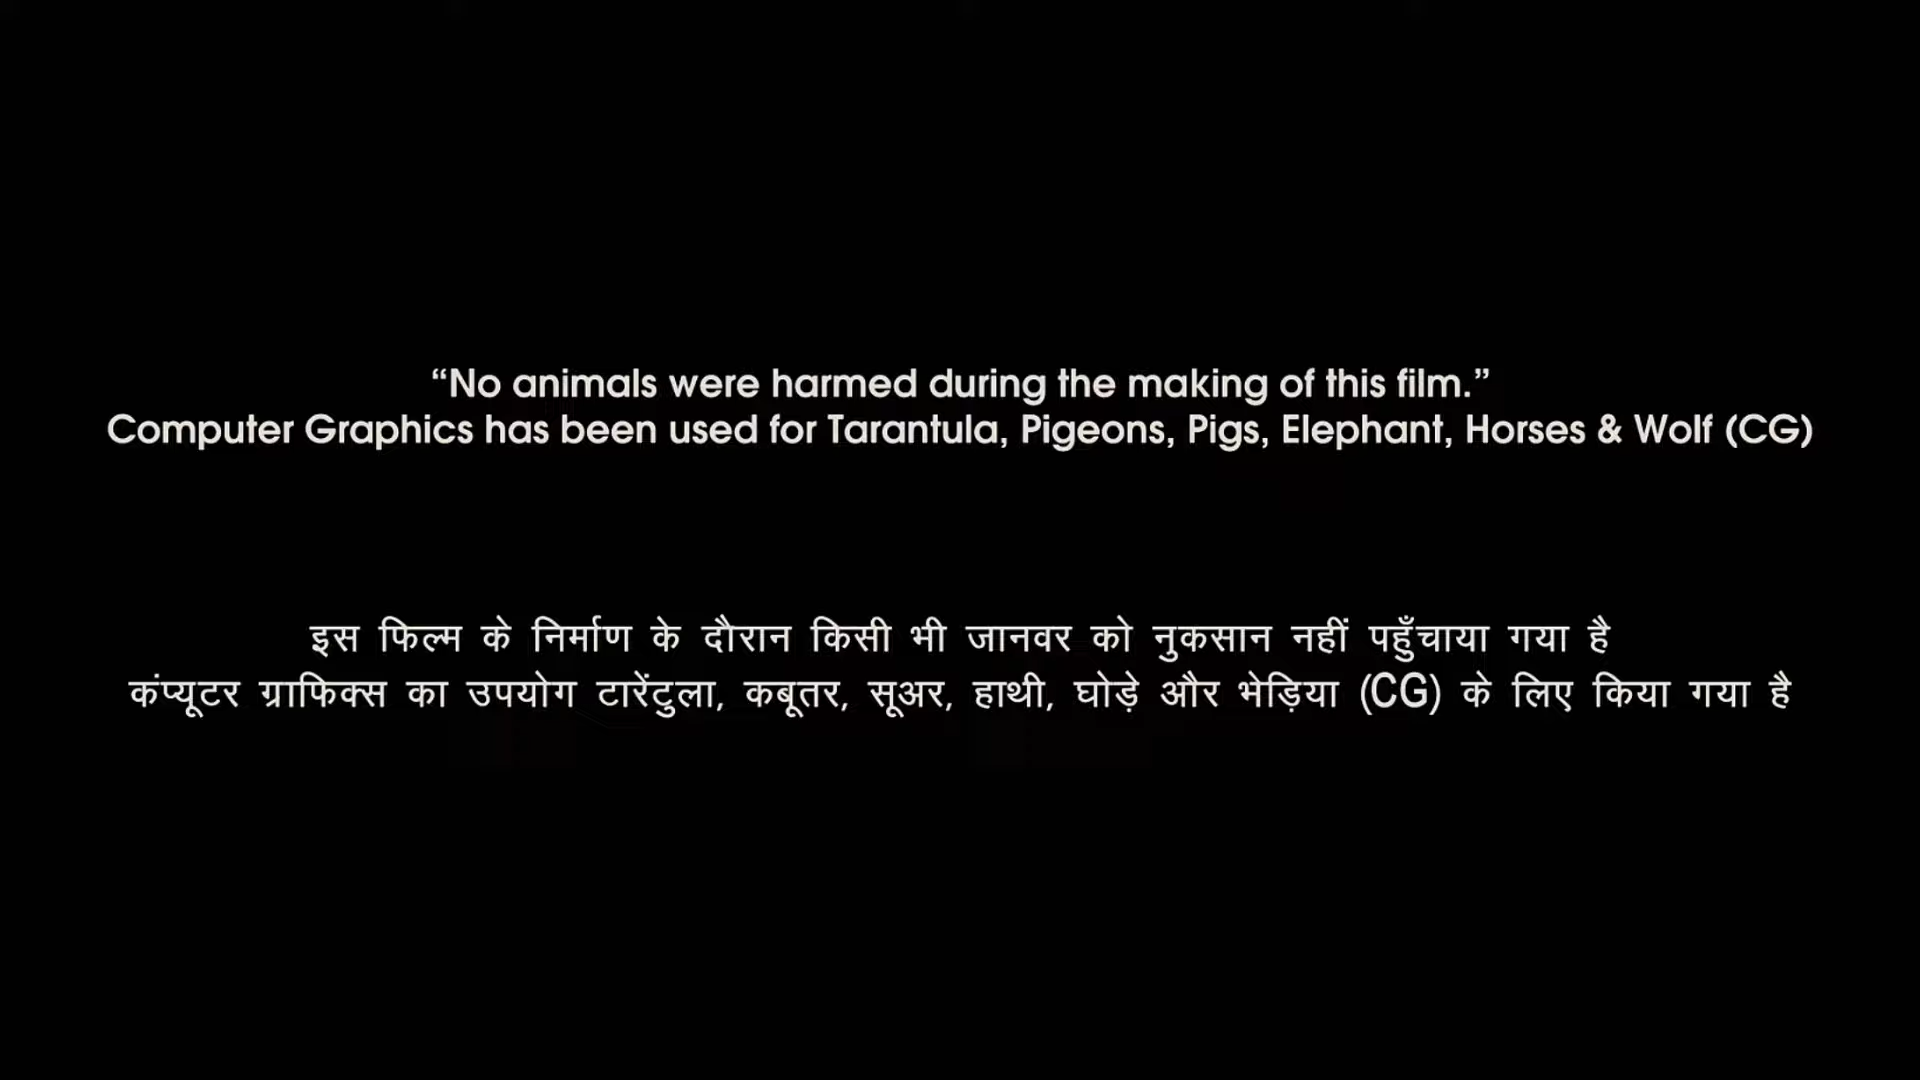 “No animals were harmed during the making of this film.”
Computer Graphics has been used for Tarantula, Pigeons, Pigs, Elephant, Horses & Wolf (CG)
इस फिल्म के निर्माण के दौरान किसी भी जानवर को नुकसान नहीं पहुँचाया गया है
कंप्यूटर ग्राफिक्स का उपयोग टारेंटुला, कबूतर, सूअर, हाथी, घोड़े और भेड़िया (CG) के लिए किया गया है